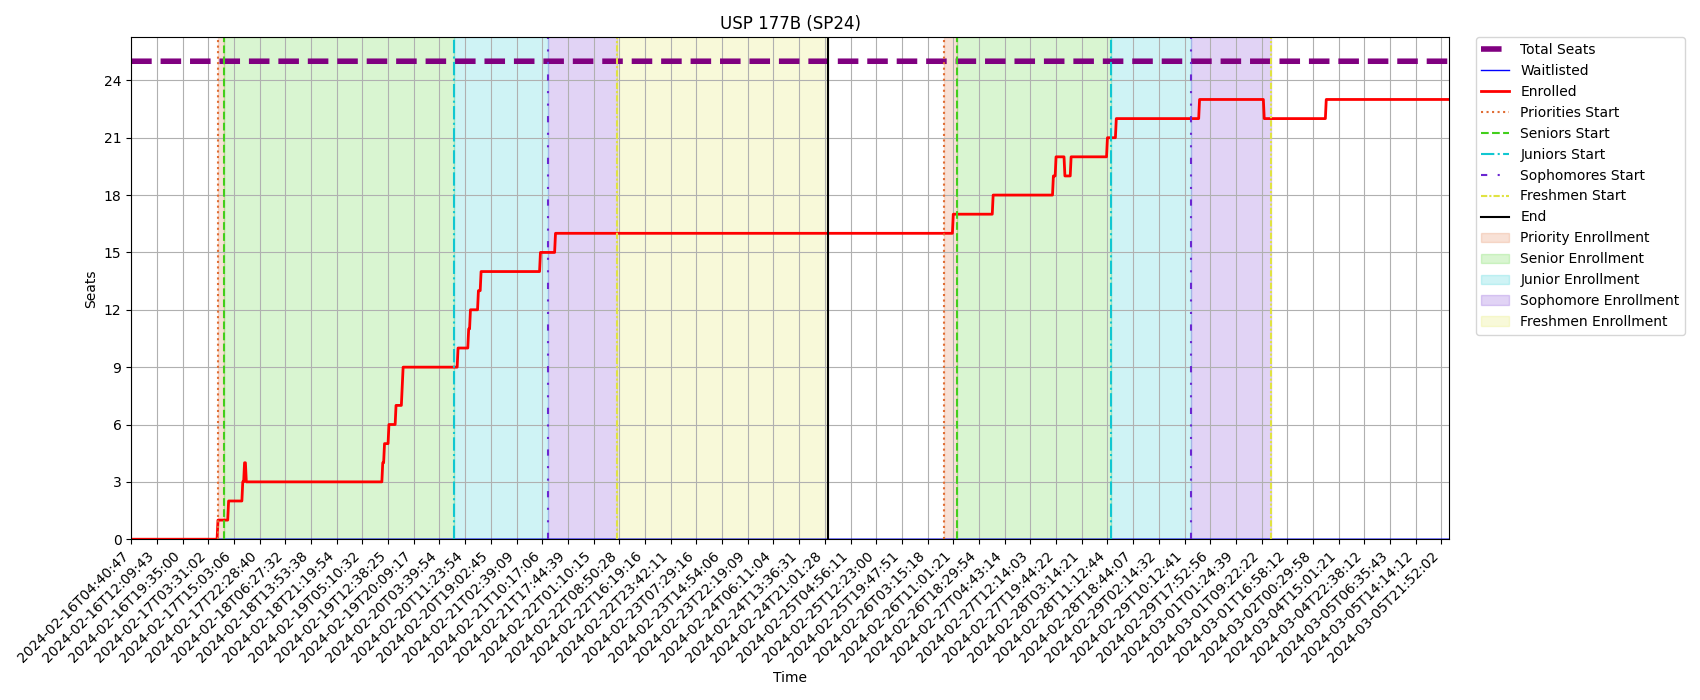 USP 177B (SP24)
Total Seats
Waitlisted
Enrolled
Priorities Start
Seniors Start
Juniors Start
Sophomores Start
Freshmen Start
End
Priority Enrollment
Senior Enrollment
Junior Enrollment
Sophomore Enrollment
Freshmen Enrollment
Seats
24
21
18
15
12
9
6
3
0
2024-02-16T04:40:47
2024-02-16T12:09:43
2024-02-16T19:35:00
2024-02-17T03:31:02
2024-02-17T15:03:06
2024-02-17T22:28:40
2024-02-18T06:27:32
2024-02-18T13:53:38
2024-02-18T21:19:54
2024-02-19T05:10:32
2024-02-19T12:38:25
2024-02-19T20:09:17
2024-02-20T03:39:54
2024-02-20T11:23:54
2024-02-20T19:02:45
2024-02-21T02:39:09
2024-02-21T10:17:06
2024-02-21T17:44:39
2024-02-22T01:10:15
2024-02-22T08:50:28
2024-02-22T16:19:16
2024-02-22T23:42:11
2024-02-23T07:29:16
2024-02-23T14:54:06
2024-02-23T22:19:09
2024-02-24T06:11:04
2024-02-24T13:36:31
2024-02-24T21:01:28
2024-02-25T04:56:11
2024-02-25T12:23:00
2024-02-25T19:47:51
2024-02-26T03:15:18
2024-02-26T11:01:21
2024-02-26T18:29:54
2024-02-27T04:43:14
2024-02-27T12:14:03
2024-02-27T19:44:22
2024-02-28T03:14:21
2024-02-28T11:12:44
2024-02-28T18:44:07
2024-02-29T02:14:32
2024-02-29T10:12:41
2024-02-29T17:52:56
2024-03-01T01:24:39
2024-03-01T09:22:22
2024-03-01T16:58:12
2024-03-02T00:29:58
2024-03-04T15:01:21
2024-03-04T22:38:12
2024-03-05T06:35:43
2024-03-05T14:14:12
2024-03-05T21:52:02
Time